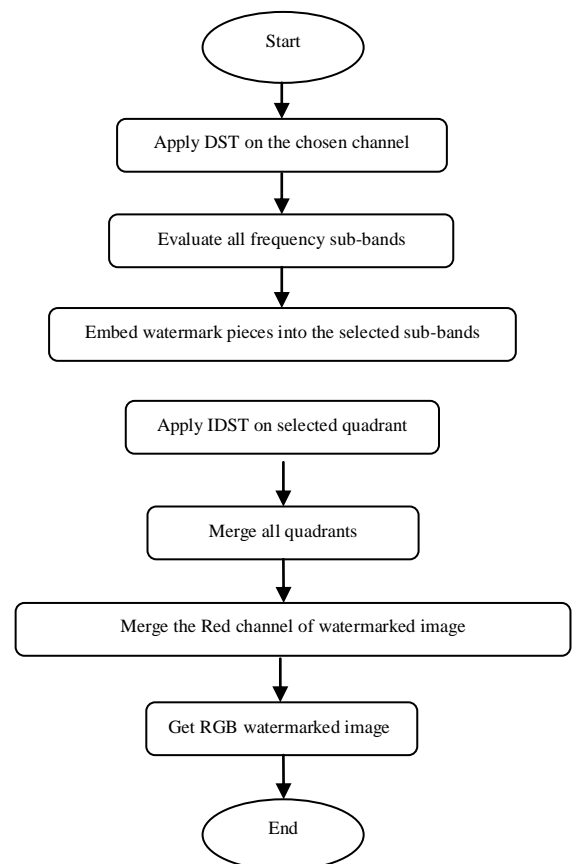 Start
Apply DST on the chosen channel
Evaluate all frequency sub-bands
Embed watermark pieces into the selected sub-bands
Apply IDST on selected quadrant
Merge all quadrants
Merge the Red channel of watermarked image
Get RGB watermarked image
End